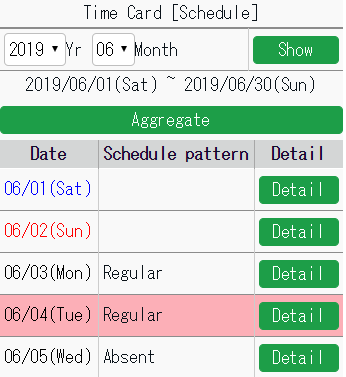 Time Card [Schedule]
2019 Yr 06 Month Show
2019/06/01(Sat) ~ 2019/06/30(Sun)
Aggregate
Date Schedule pattern Detail
06/01(Sat) Detail
06/02(Sun) Detail
06/03(Mon) Regular Detail
06/04(Tue) Regular Detail
06/05(Wed) Absent Detail